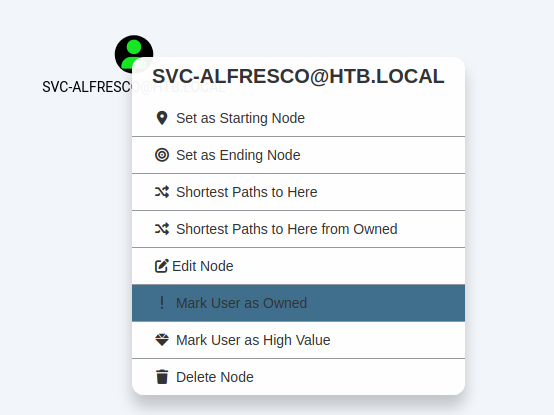 SVC-ALFRESCO@HTB.LOCAL
SVC-ALFRESCO@HTB.LOCAL
Set as Starting Node
Set as Ending Node
Shortest Paths to Here
Shortest Paths to Here from Owned
Edit Node
Mark User as Owned
Mark User as High Value
Delete Node